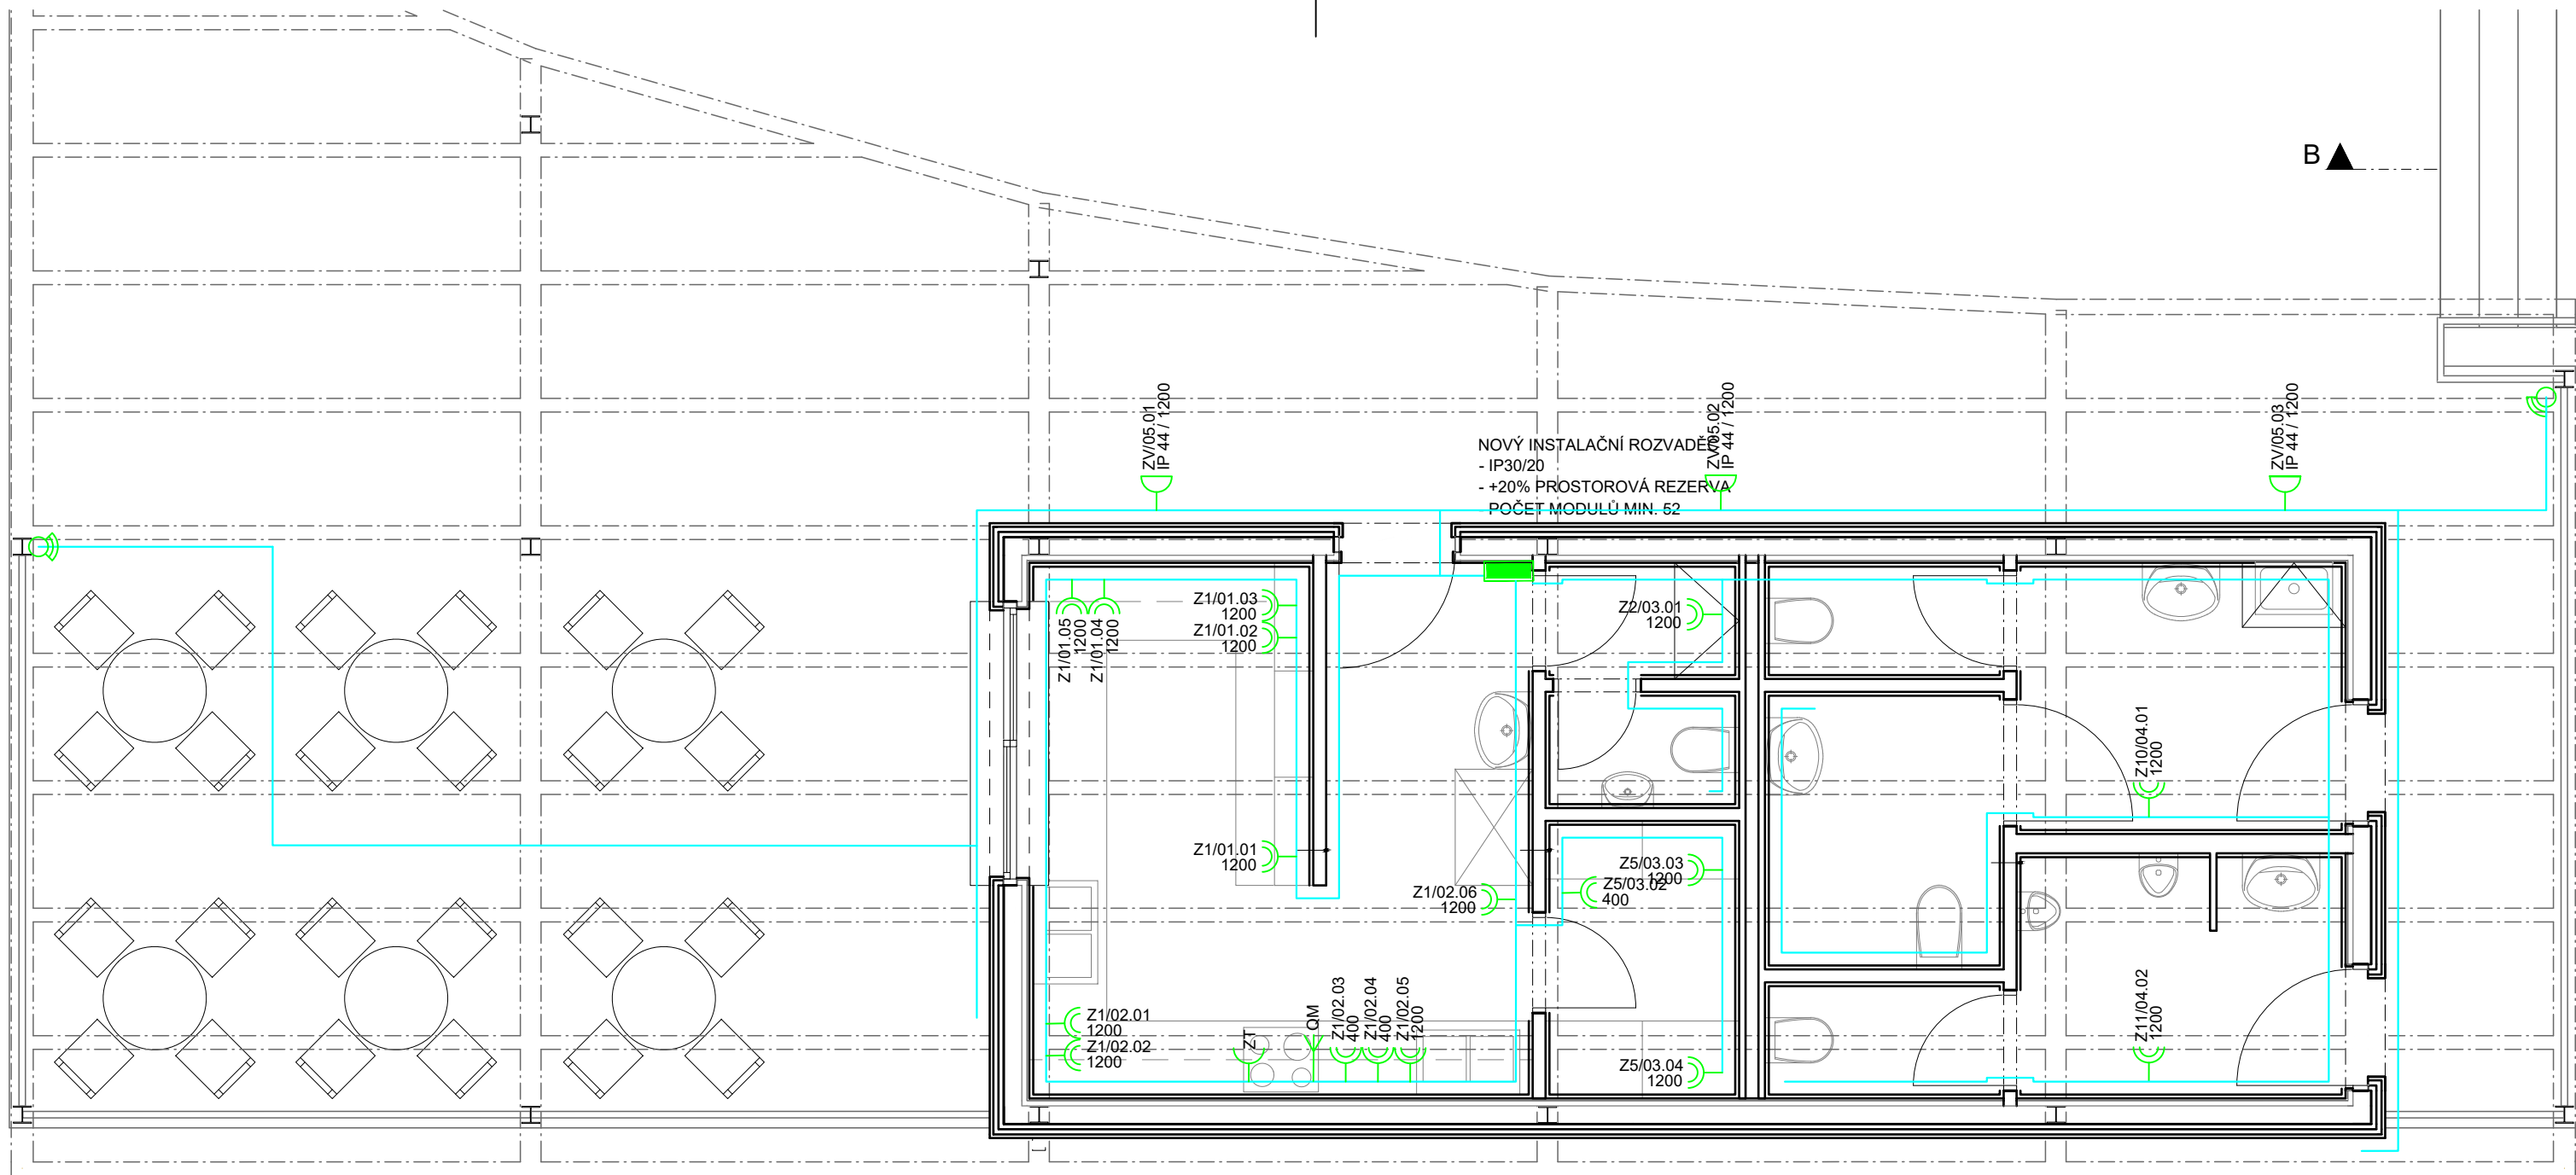 B
ZV/05.01
IP 44 / 1200
NOVÝ INSTALAČNÍ ROZVADĚČ
- IP30/20
- +20% PROSTOROVÁ REZERVA
- POČET MODULŮ MIN. 52
ZV/05.02
IP 44 / 1200
ZV/05.03
IP 44 / 1200
Z1/01.05
1200
Z1/01.04
1200
Z1/01.03
1200
Z1/01.02
1200
Z2/03.01
1200
Z10/04.01
1200
Z1/01.01
1200
Z1/02.06
1200
Z5/03.03
1200
Z5/03.02
400
Z1/02.01
1200
Z1/02.02
1200
ZT
QM
Z1/02.03
400
Z1/02.04
400
Z1/02.05
1200
Z5/03.04
1200
Z11/04.02
1200